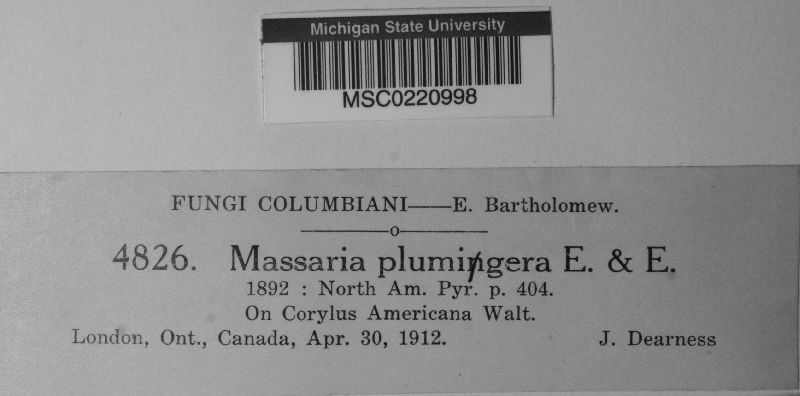 Michigan State University
MSC0220998
FUNGI COLUMBIANI——E. Bartholomew.
o
4826. Massaria plumigera E. & E.
1892 : North Am. Pyr. p. 404.
On Corylus Americana Walt.
London, Ont., Canada, Apr. 30, 1912. J. Dearness